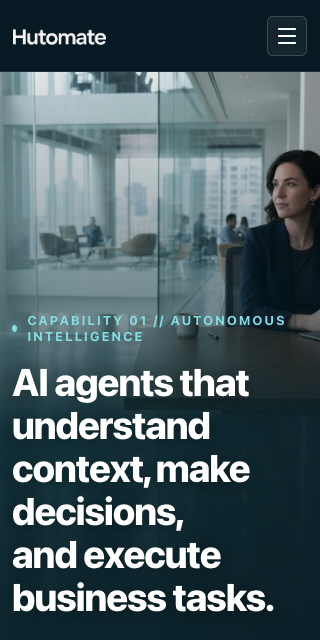 Hutomate
CAPABILITY 01 // AUTONOMOUS
INTELLIGENCE
AI agents that
understand
context, make
decisions,
and execute
business tasks.